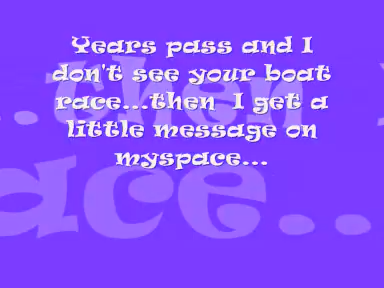 Years pass and I
don't see your boat
race...then  I get a
little message on
myspace...